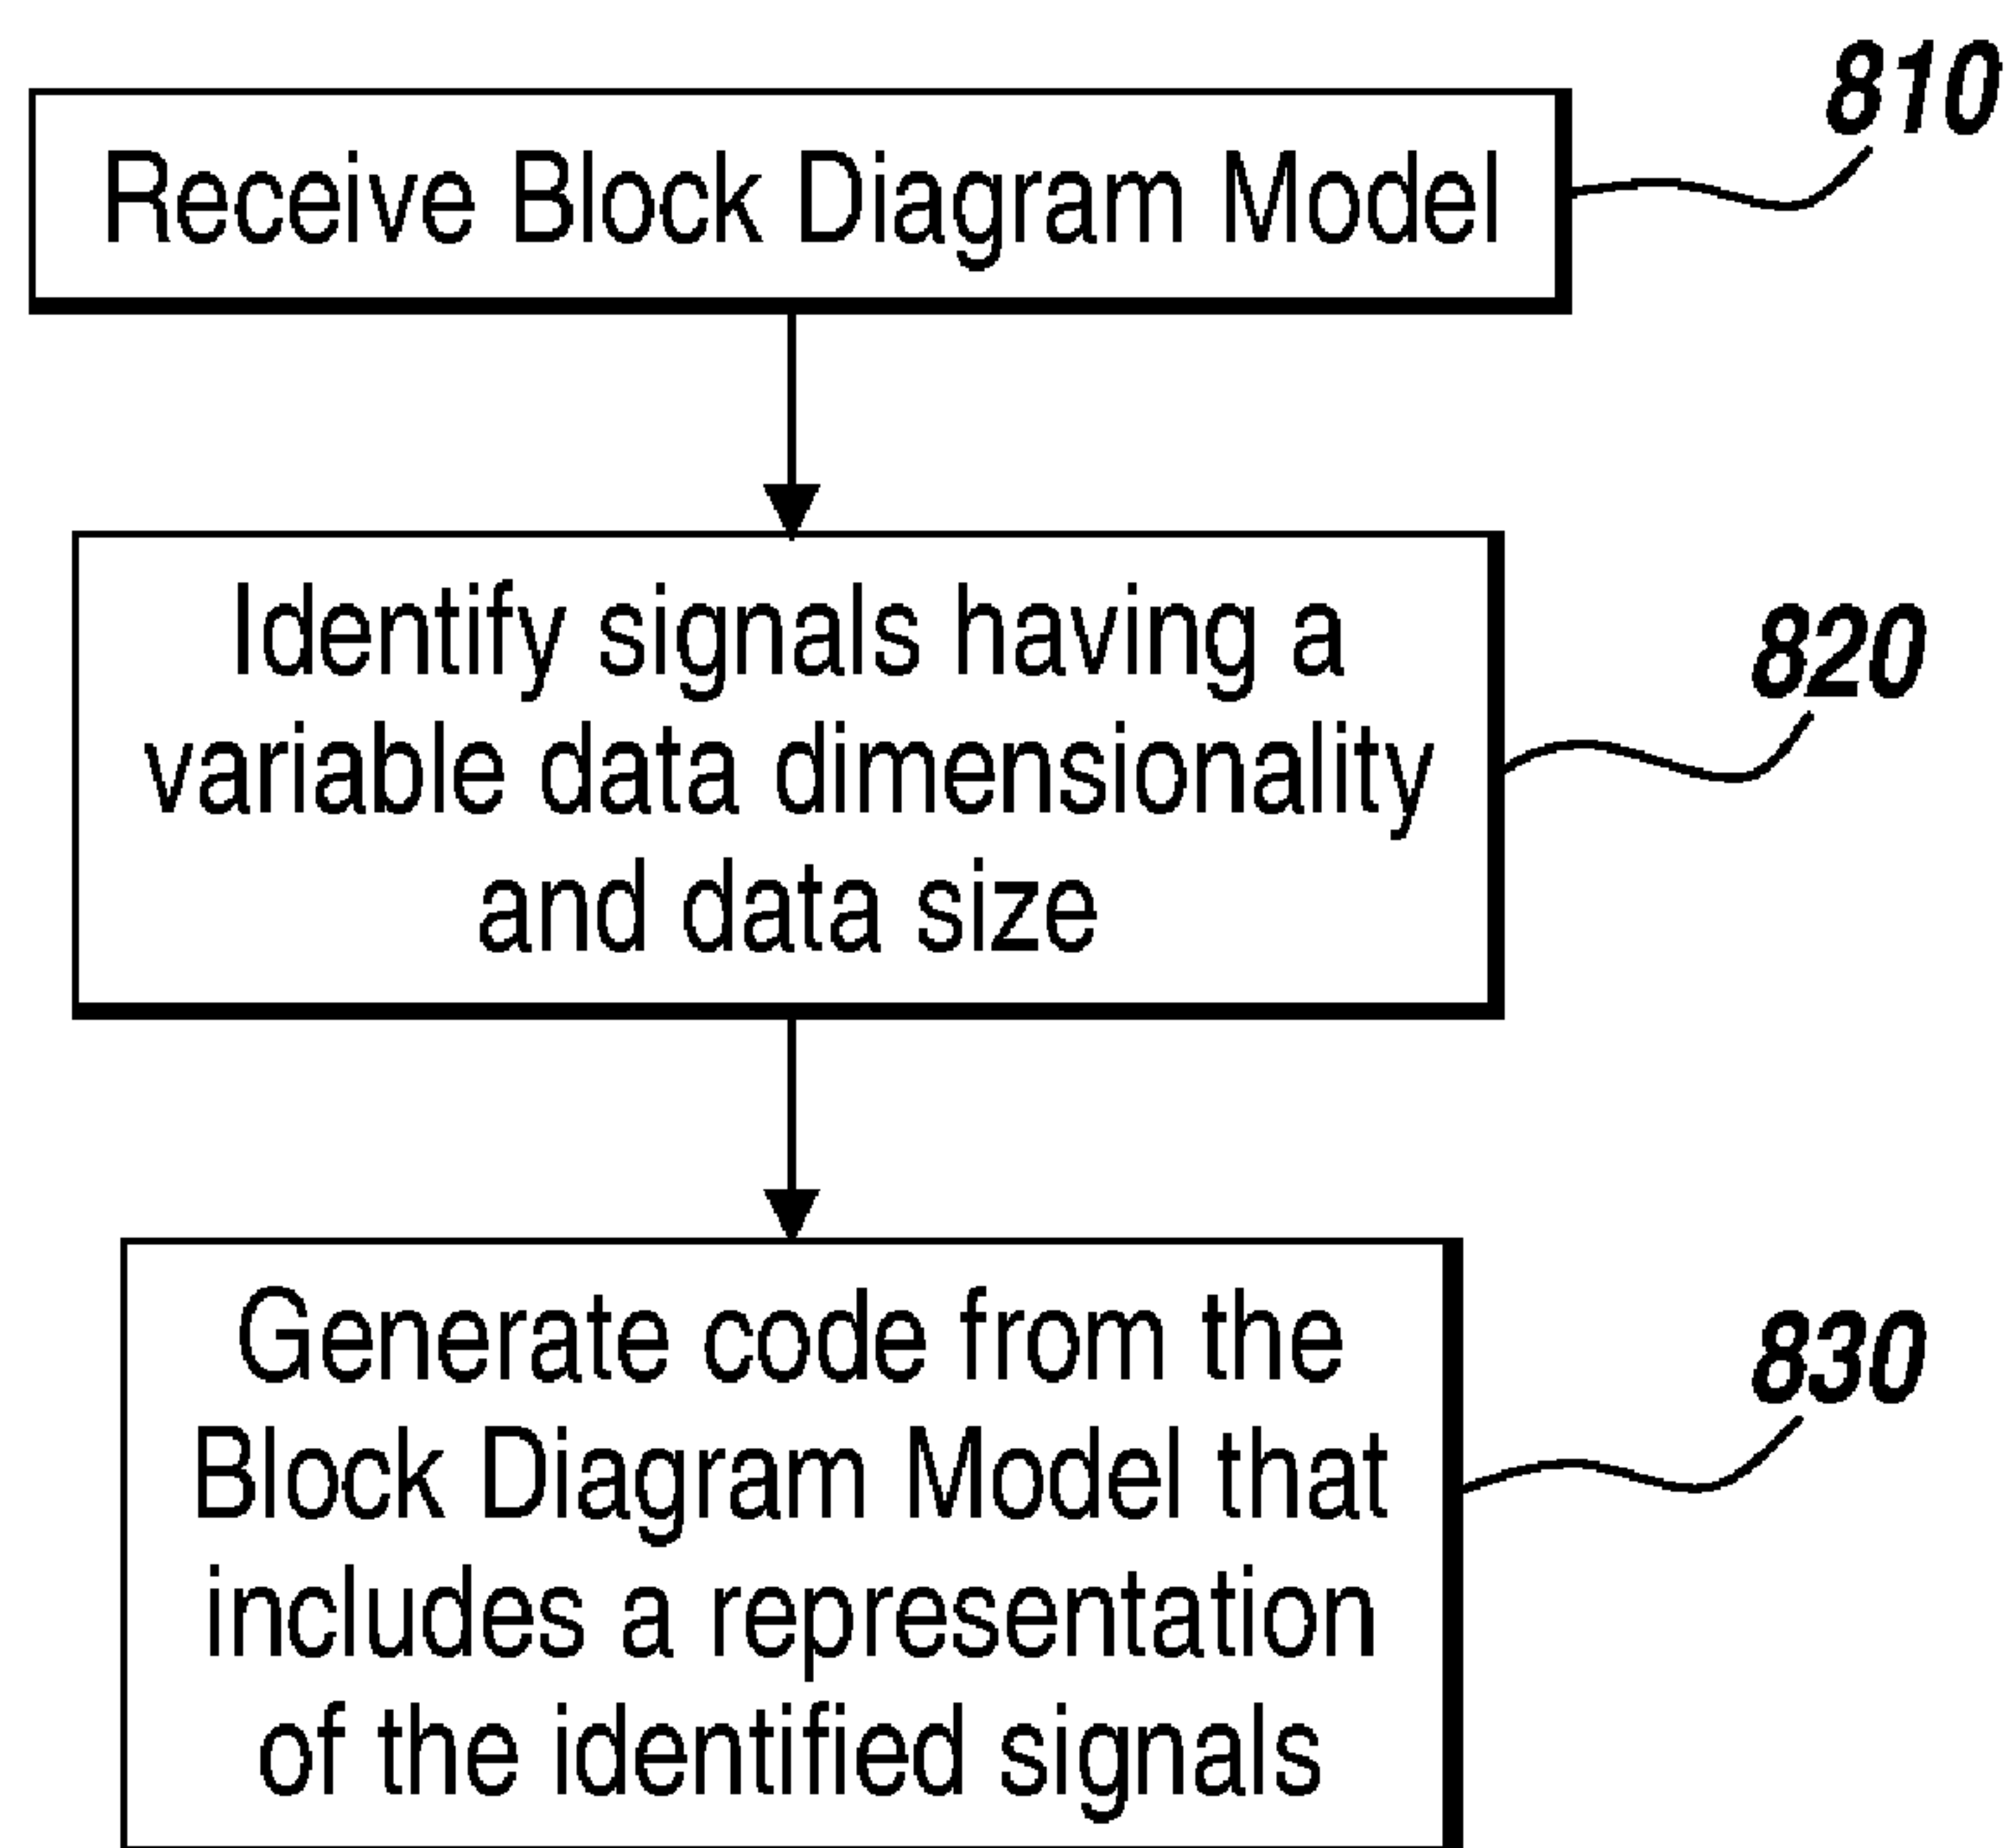 810
Receive Block Diagram Model
Identify signals having a
variable data dimensionality
and data size
820
Generate code from the
Block Diagram Model that
includes a representation
of the identified signals
830